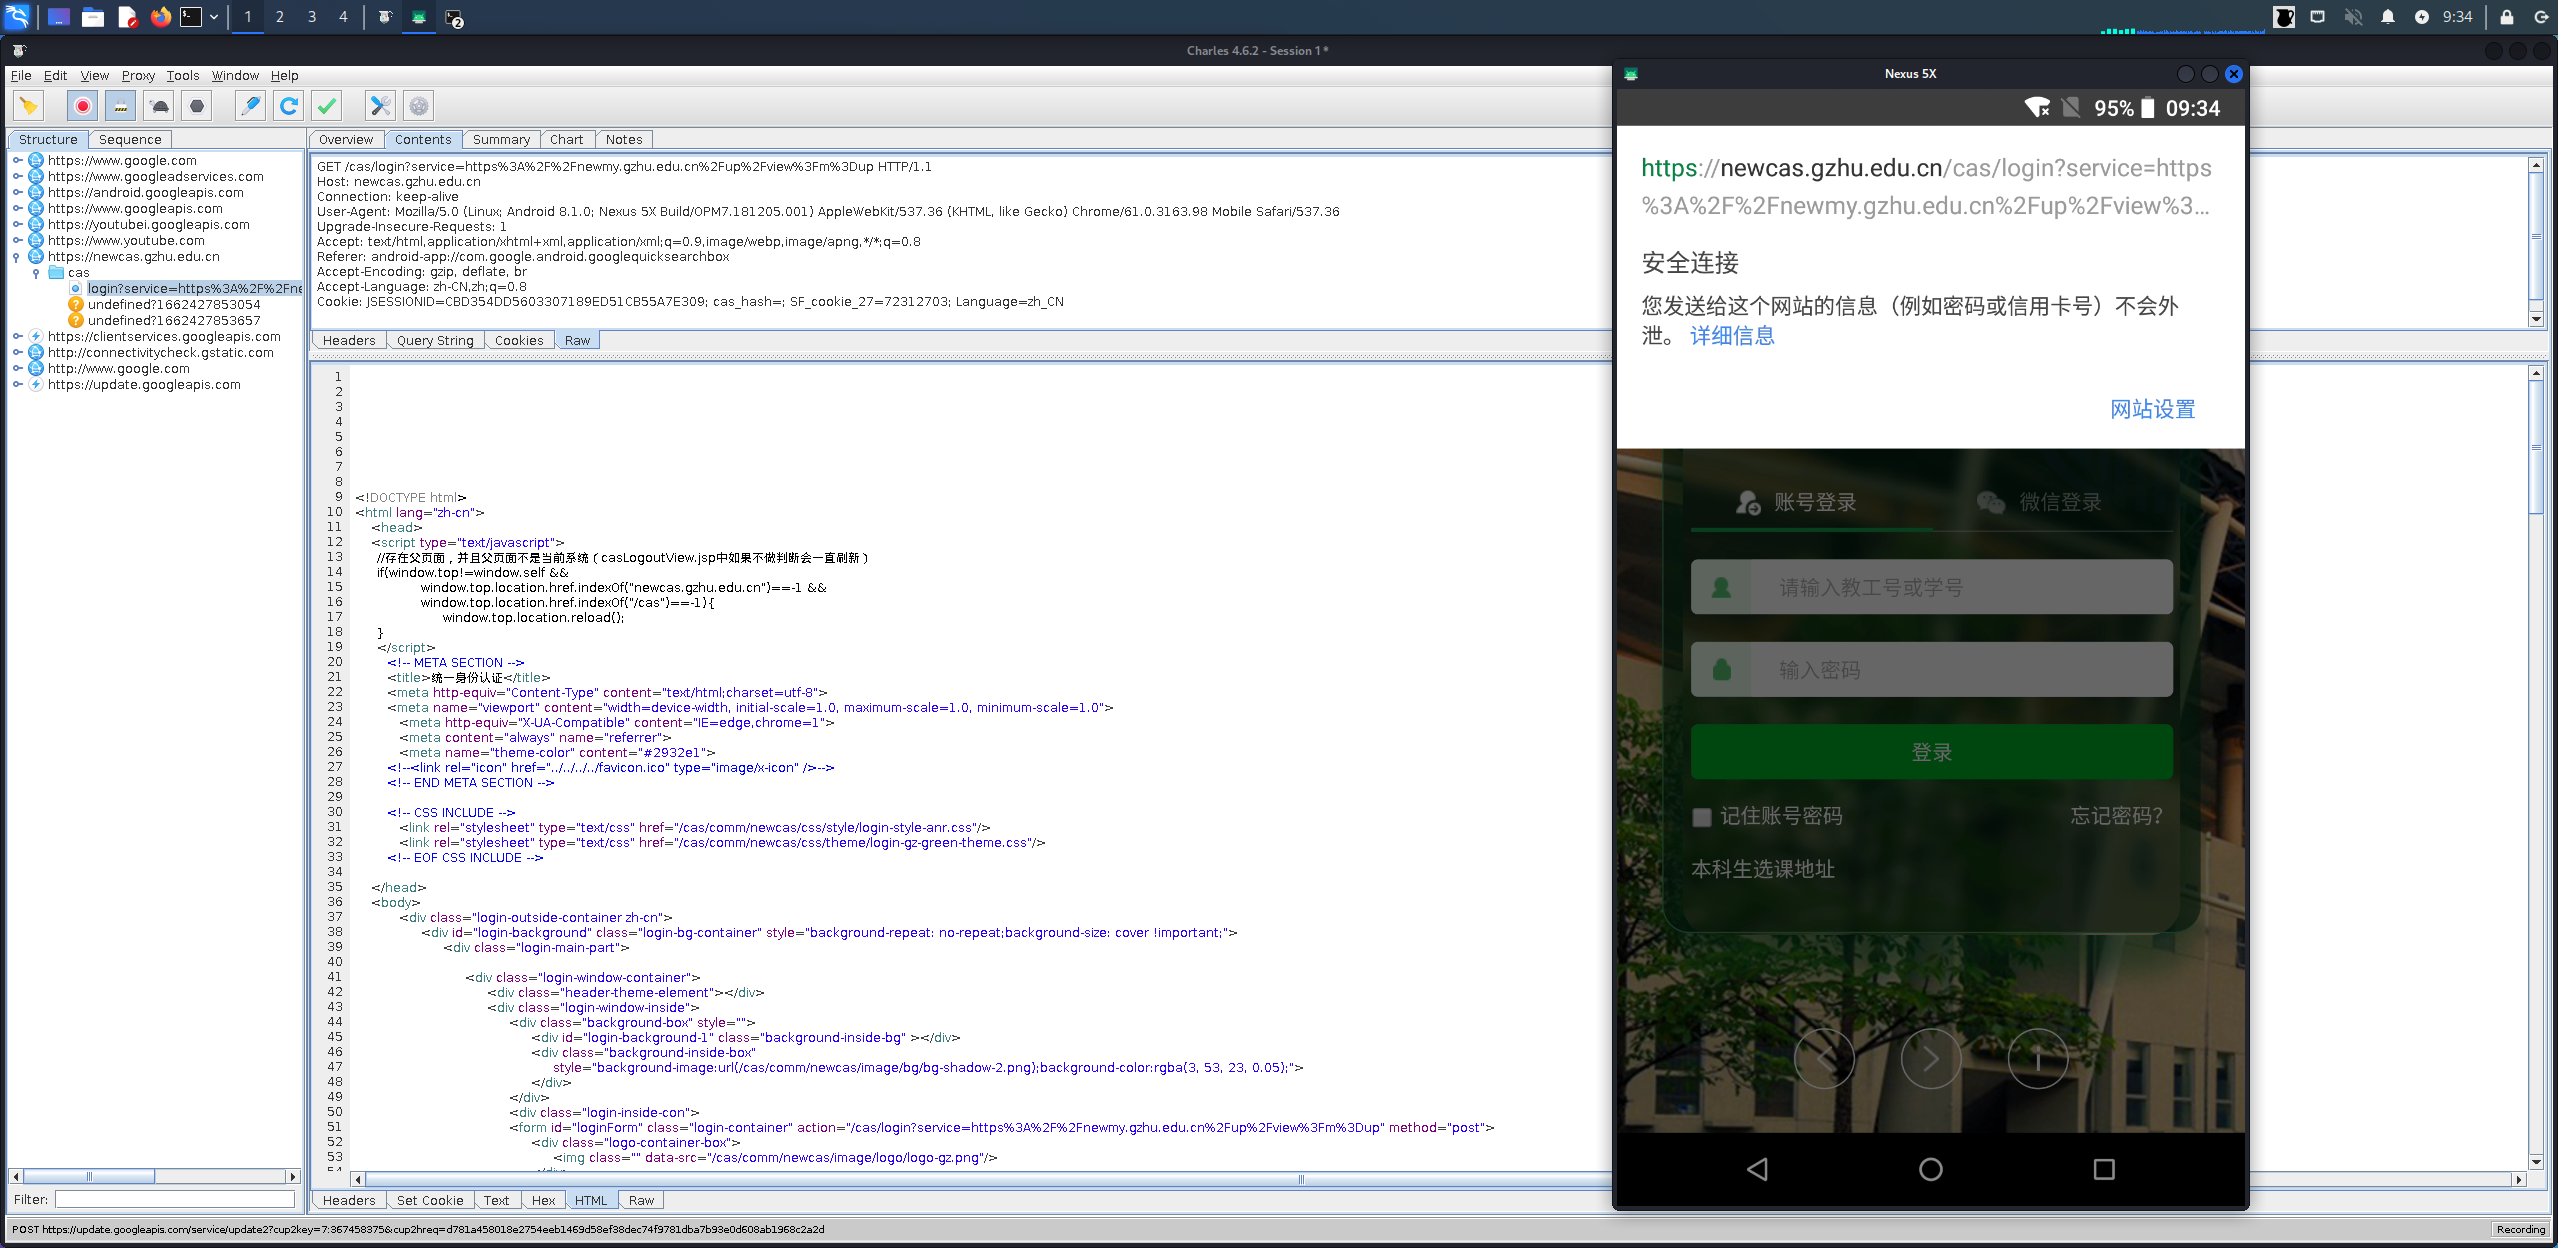 1 2 3 4 2 9:34
Charles 4.6.2 - Session 1 *
File Edit View Proxy Tools Window Help
Structure Sequence
https://www.google.com
https://www.googleadservices.com
https://android.googleapis.com
https://www.googleapis.com
https://youtubei.googleapis.com
https://www.youtube.com
https://newcas.gzhu.edu.cn
cas
login?service=https%3A%2F%2Fne
undefined?1662427853054
undefined?1662427853657
https://clientservices.googleapis.com
http://connectivitycheck.gstatic.com
http://www.google.com
https://update.googleapis.com
Filter:
Overview Contents Summary Chart Notes
GET /cas/login?service=https%3A%2F%2Fnewmy.gzhu.edu.cn%2Fup%2Fview%3Fm%3Dup HTTP/1.1
Host: newcas.gzhu.edu.cn
Connection: keep-alive
User-Agent: Mozilla/5.0 (Linux; Android 8.1.0; Nexus 5X Build/OPM7.181205.001) AppleWebKit/537.36 (KHTML, like Gecko) Chrome/61.0.3163.98 Mobile Safari/537.36
Upgrade-Insecure-Requests: 1
Accept: text/html,application/xhtml+xml,application/xml;q=0.9,image/webp,image/apng,*/*;q=0.8
Referer: android-app://com.google.android.googlequicksearchbox
Accept-Encoding: gzip, deflate, br
Accept-Language: zh-CN,zh;q=0.8
Cookie: JSESSIONID=CBD354DD5603307189ED51CB55A7E309; cas_hash=; SF_cookie_27=72312703; Language=zh_CN
Headers Query String Cookies Raw
1
2
3
4
5
6
7
8
9 <!DOCTYPE html>
10 <html lang="zh-cn">
11 <head>
12 <script type="text/javascript">
13 //存在父页面，并且父页面不是当前系统（casLogoutView.jsp中如果不做判断会一直刷新）
14 if(window.top!=window.self &&
15 window.top.location.href.indexOf("newcas.gzhu.edu.cn")==-1 &&
16 window.top.location.href.indexOf("/cas")==-1){
17 window.top.location.reload();
18 }
19 </script>
20 <!-- META SECTION -->
21 <title>统一身份认证</title>
22 <meta http-equiv="Content-Type" content="text/html;charset=utf-8">
23 <meta name="viewport" content="width=device-width, initial-scale=1.0, maximum-scale=1.0, minimum-scale=1.0">
24 <meta http-equiv="X-UA-Compatible" content="IE=edge,chrome=1">
25 <meta content="always" name="referrer">
26 <meta name="theme-color" content="#2932e1">
27 <!--<link rel="icon" href="../../../../favicon.ico" type="image/x-icon" />-->
28 <!-- END META SECTION -->
29
30 <!-- CSS INCLUDE -->
31 <link rel="stylesheet" type="text/css" href="/cas/comm/newcas/css/style/login-style-anr.css"/>
32 <link rel="stylesheet" type="text/css" href="/cas/comm/newcas/css/theme/login-gz-green-theme.css"/>
33 <!-- EOF CSS INCLUDE -->
34
35 </head>
36 <body>
37 <div class="login-outside-container zh-cn">
38 <div id="login-background" class="login-bg-container" style="background-repeat: no-repeat;background-size: cover !important;">
39 <div class="login-main-part">
40
41 <div class="login-window-container">
42 <div class="header-theme-element"></div>
43 <div class="login-window-inside">
44 <div class="background-box" style="">
45 <div id="login-background-1" class="background-inside-bg" ></div>
46 <div class="background-inside-box"
47 style="background-image:url(/cas/comm/newcas/image/bg/bg-shadow-2.png);background-color:rgba(3, 53, 23, 0.05);">
48 </div>
49 </div>
50 <div class="login-inside-con">
51 <form id="loginForm" class="login-container" action="/cas/login?service=https%3A%2F%2Fnewmy.gzhu.edu.cn%2Fup%2Fview%3Fm%3Dup" method="post">
52 <div class="logo-container-box">
53 <img class="" data-src="/cas/comm/newcas/image/logo/logo-gz.png"/>
Headers Set Cookie Text Hex HTML Raw
POST https://update.googleapis.com/service/update2?cup2key=7:367458375&cup2hreq=d781a458018e2754eeb1469d58ef38dec74f9781dba7b93e0d608ab1968c2a2d
Recording
Nexus 5X
95% 09:34
https://newcas.gzhu.edu.cn/cas/login?service=https
%3A%2F%2Fnewmy.gzhu.edu.cn%2Fup%2Fview%3...
安全连接
您发送给这个网站的信息（例如密码或信用卡号）不会外
泄。 详细信息
网站设置
账号登录 微信登录
请输入教工号或学号
输入密码
登录
记住账号密码 忘记密码?
本科生选课地址